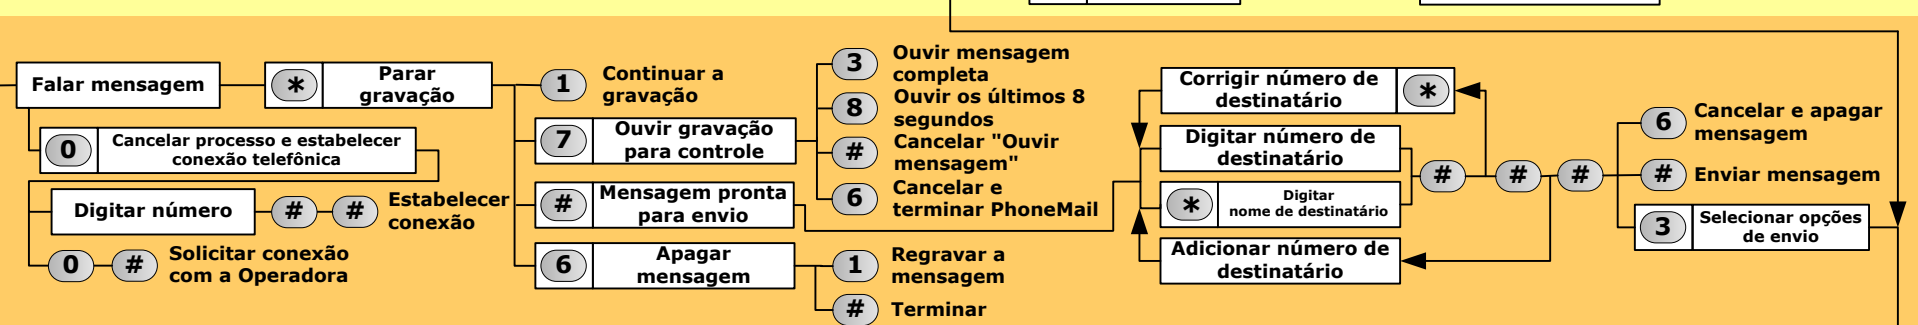 Falar mensagem
* Parar
gravação
0 Cancelar processo e estabelecer
conexão telefônica
Digitar número # # Estabelecer
conexão
0 # Solicitar conexão
com a Operadora
1 Continuar a
gravação
7 Ouvir gravação
para controle
3 Ouvir mensagem
completa
8 Ouvir os últimos 8
segundos
# Cancelar "Ouvir
mensagem"
6 Cancelar e
terminar PhoneMail
# Mensagem pronta
para envio
6 Apagar
mensagem
1 Regravar a
mensagem
# Terminar
Corrigir número de
destinatário *
Digitar número de
destinatário
* Digitar
nome de destinatário
Adicionar número de
destinatário
# # #
6 Cancelar e apagar
mensagem
# Enviar mensagem
3 Selecionar opções
de envio